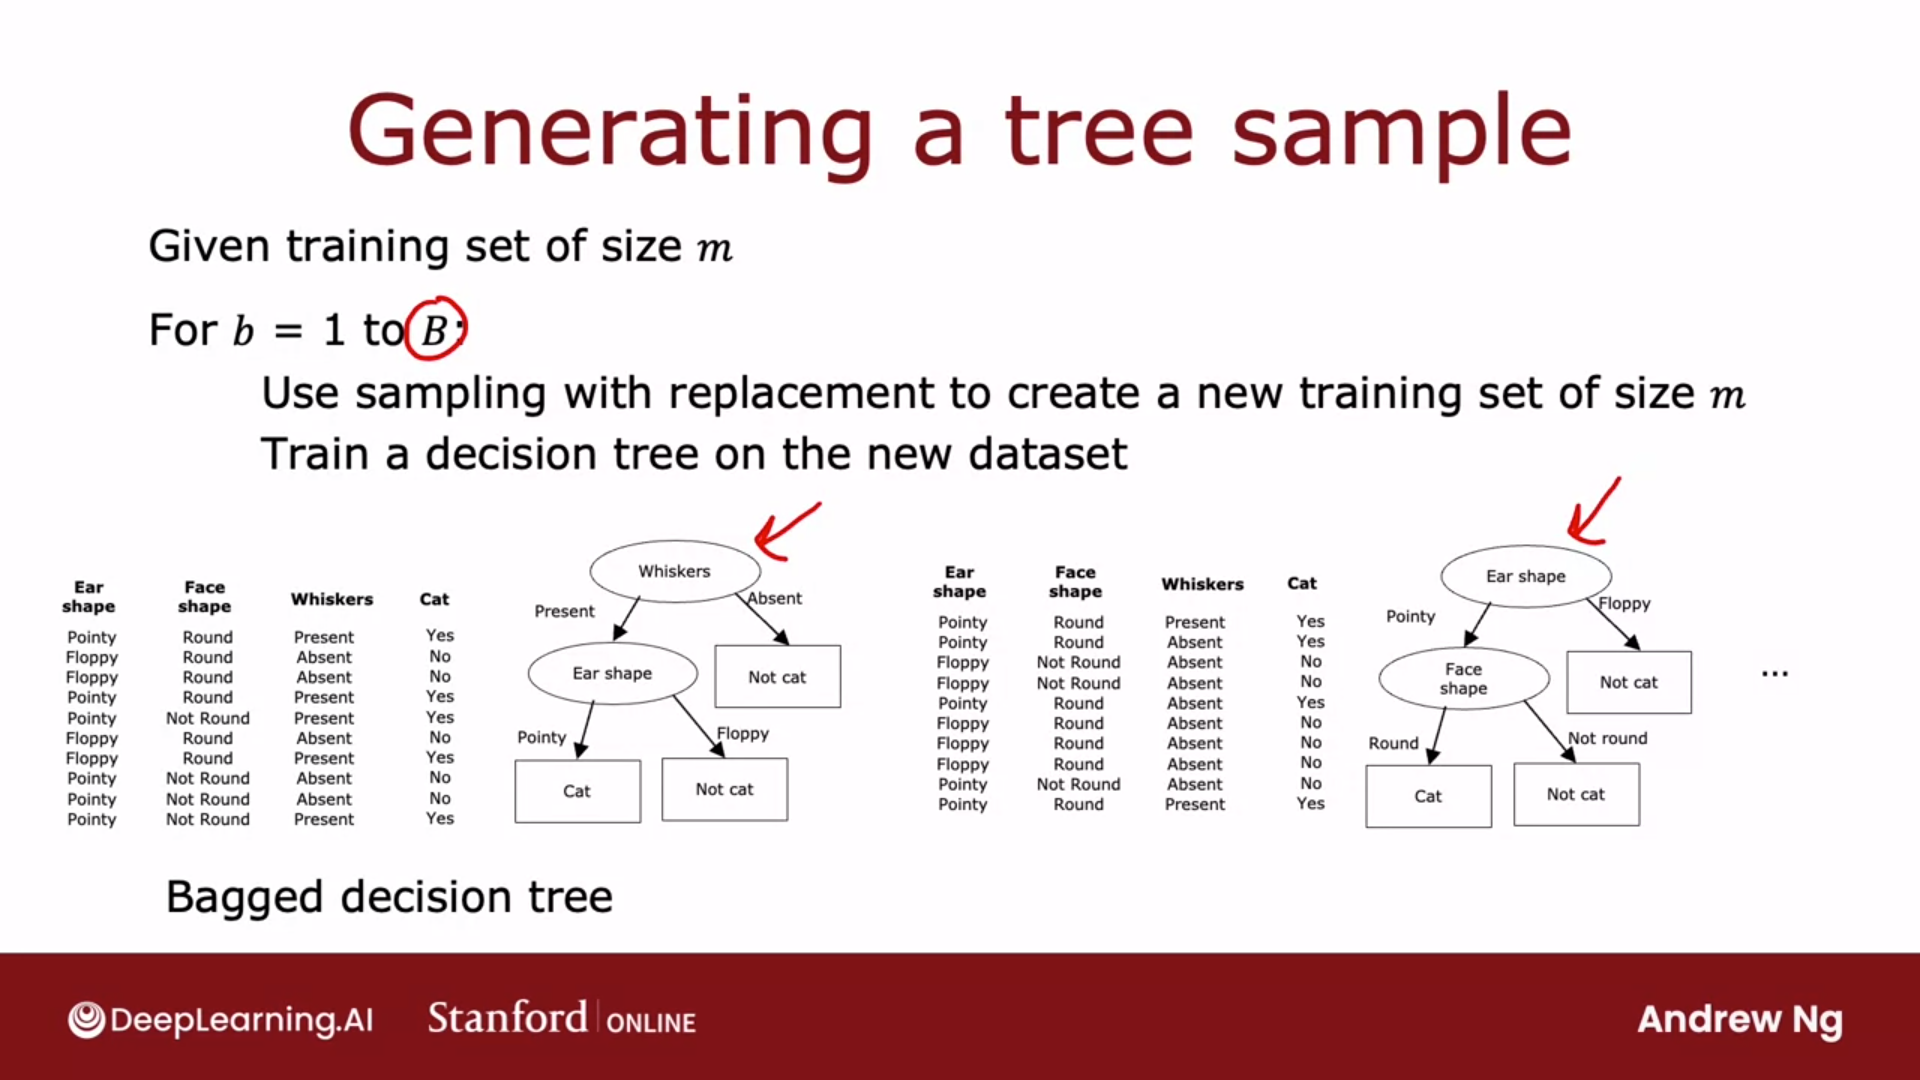 Generating a tree sample
Given training set of size m
For b = 1 to B:
Use sampling with replacement to create a new training set of size m
Train a decision tree on the new dataset
Ear shape Face shape Whiskers Cat
Pointy Round Present Yes
Floppy Round Absent No
Floppy Round Absent No
Pointy Round Present Yes
Pointy Not Round Present Yes
Floppy Round Absent No
Floppy Round Present Yes
Pointy Not Round Absent No
Pointy Not Round Absent No
Pointy Not Round Present Yes
Whiskers
Present
Absent
Ear shape
Not cat
Pointy
Floppy
Cat
Not cat
Ear shape Face shape Whiskers Cat
Pointy Round Present Yes
Pointy Round Absent Yes
Floppy Not Round Absent No
Floppy Not Round Absent No
Pointy Round Absent Yes
Floppy Round Absent No
Floppy Round Absent No
Floppy Round Absent No
Pointy Not Round Absent No
Pointy Round Present Yes
Ear shape
Pointy
Floppy
Face
shape
Not cat
Round
Not round
Cat
Not cat
...
Bagged decision tree
DeepLearning.AI
Stanford | ONLINE
Andrew Ng